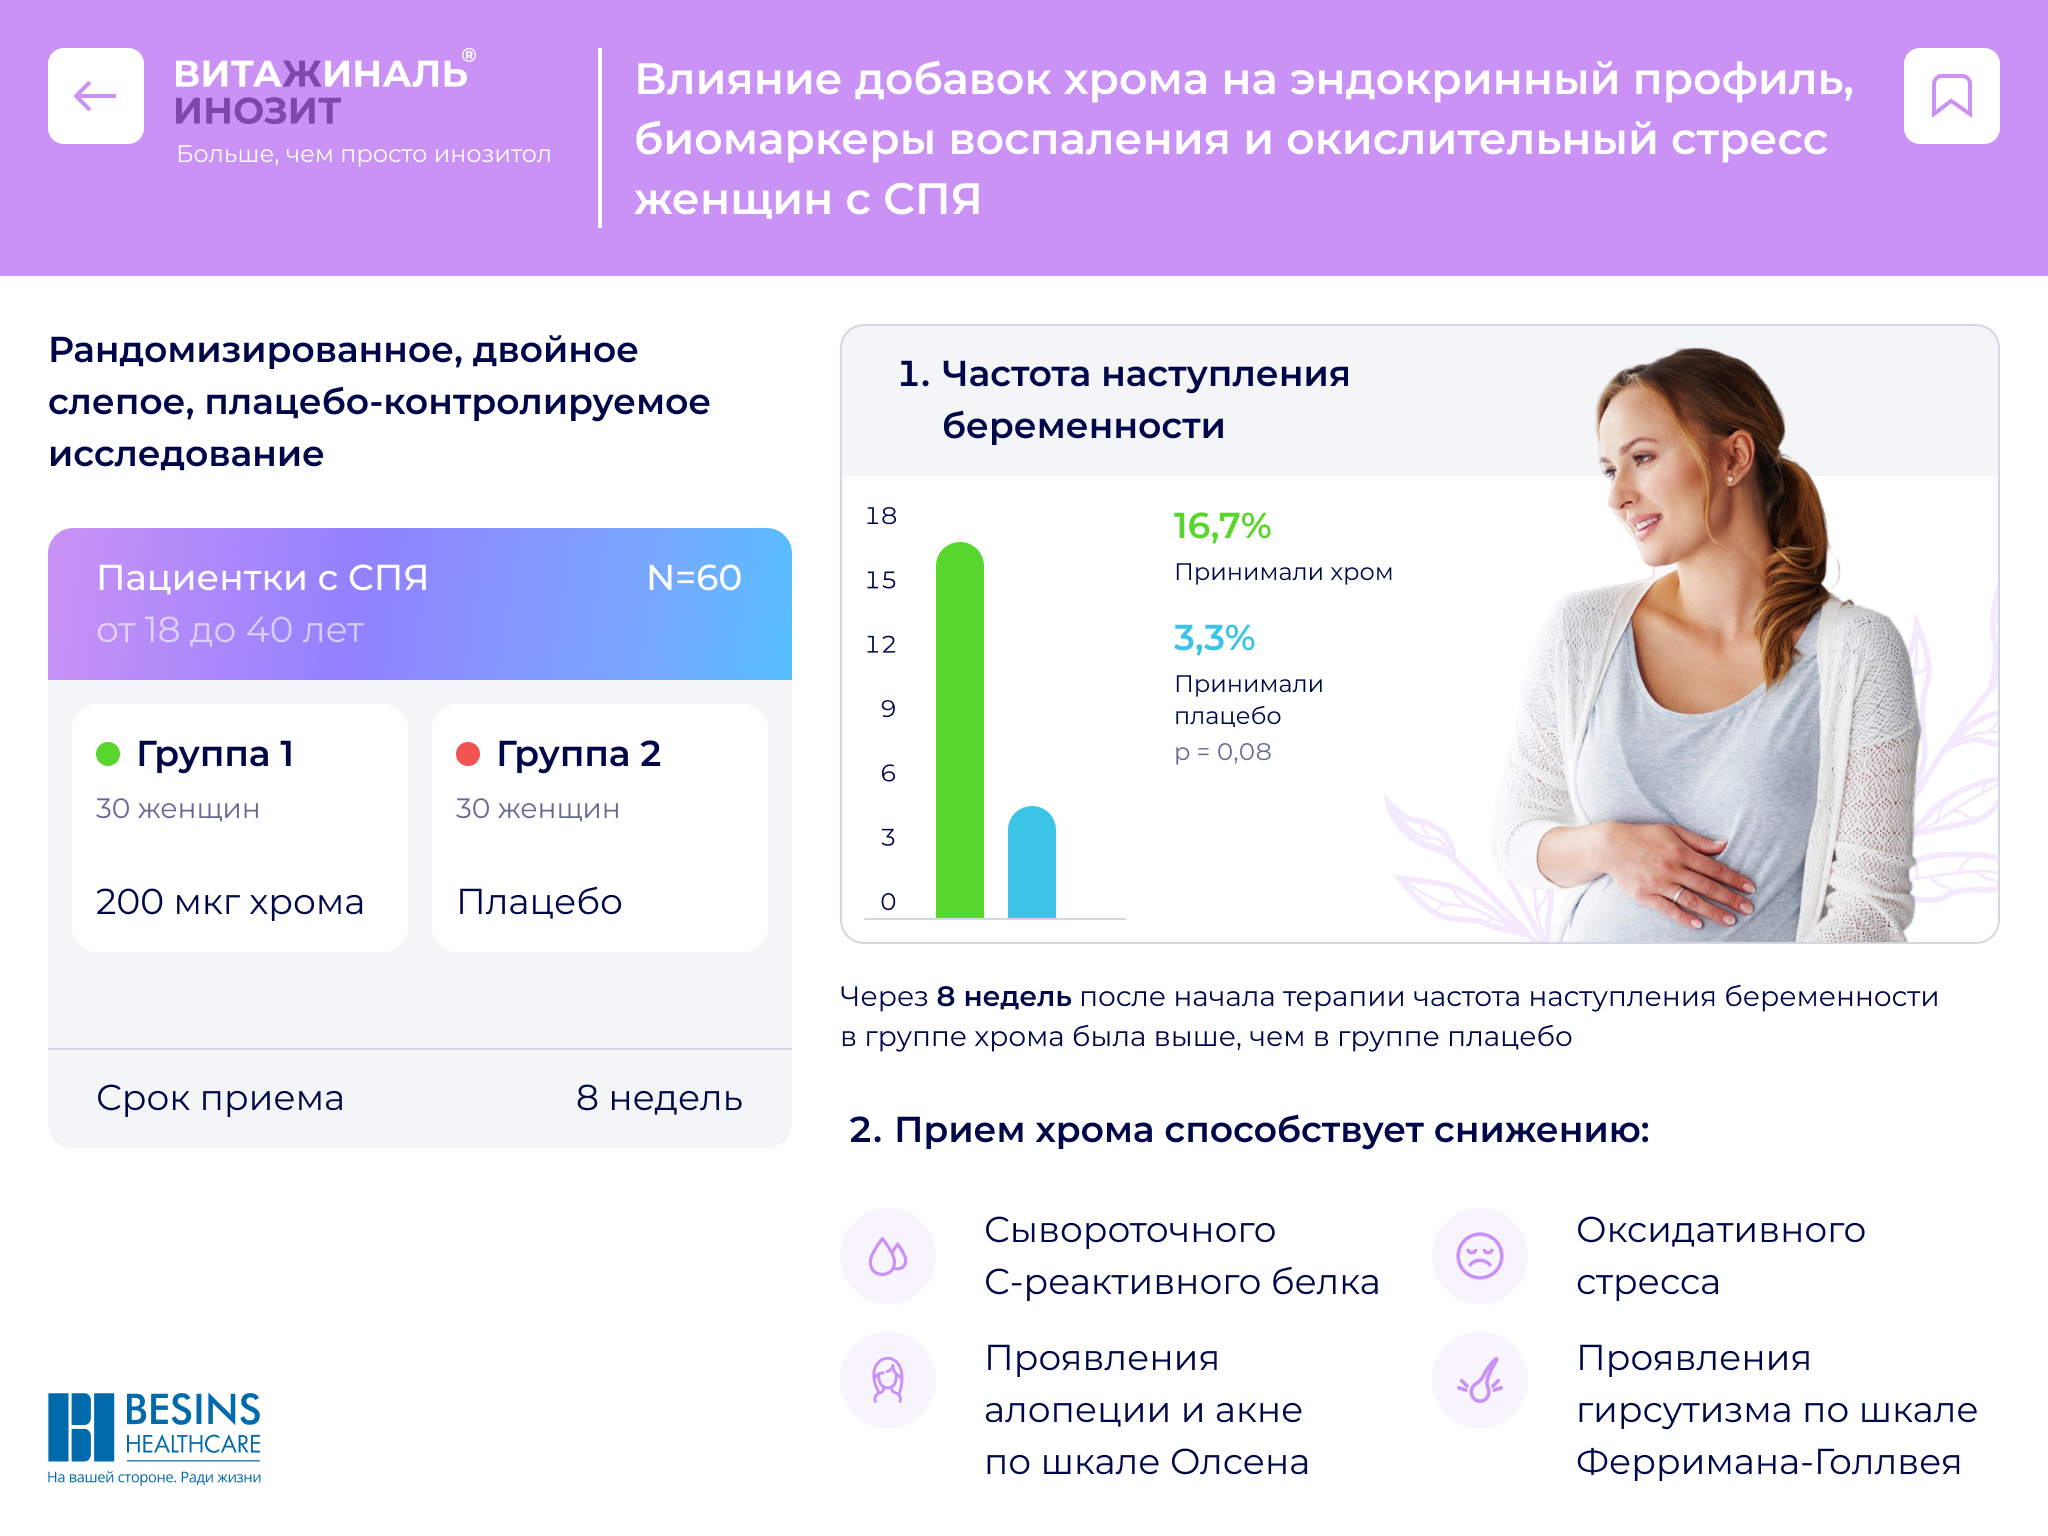 ВИТАЖИНАЛЬ®
ИНОЗИТ
Больше, чем просто инозитол
Влияние добавок хрома на эндокринный профиль,
биомаркеры воспаления и окислительный стресс
женщин с СПЯ
Рандомизированное, двойное
слепое, плацебо-контролируемое
исследование
Пациентки с СПЯ N=60
от 18 до 40 лет
Группа 1
30 женщин
200 мкг хрома
Группа 2
30 женщин
Плацебо
Срок приема 8 недель
1. Частота наступления
беременности
18
15
12
9
6
3
0
16,7%
Принимали хром
3,3%
Принимали
плацебо
p = 0,08
Через 8 недель после начала терапии частота наступления беременности
в группе хрома была выше, чем в группе плацебо
2. Прием хрома способствует снижению:
Сывороточного
С-реактивного белка
Оксидативного
стресса
Проявления
алопеции и акне
по шкале Олсена
Проявления
гирсутизма по шкале
Ферримана-Голлвея
BESINS
HEALTHCARE
На вашей стороне. Ради жизни